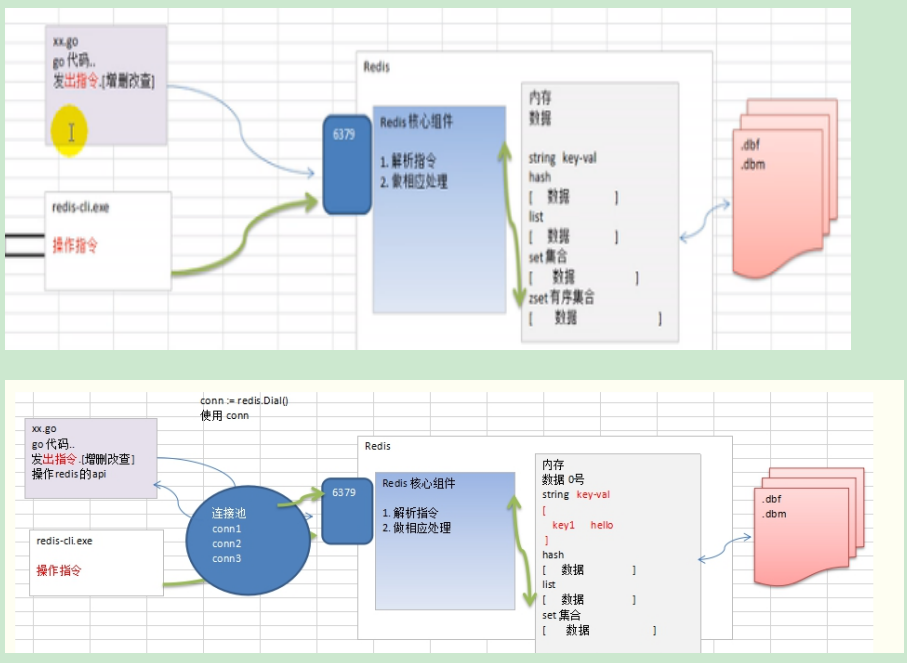 xx.go
go 代码..
发出指令.[增删改查]
redis-cli.exe
操作指令
Redis
6379
Redis 核心组件
1. 解析指令
2. 做相应处理
内存
数据
string key-val
hash
[ 数据 ]
list
[ 数据 ]
set 集合
[ 数据 ]
zset 有序集合
[ 数据 ]
.dbf
.dbm
conn := redis.Dial()
使用 conn
xx.go
go 代码..
发出指令.[增删改查]
操作redis的api
redis-cli.exe
操作指令
连接池
conn1
conn2
conn3
Redis
6379
Redis 核心组件
1. 解析指令
2. 做相应处理
内存
数据 0号
string key-val
[
key1 hello
]
hash
[ 数据 ]
list
[ 数据 ]
set 集合
[ 数据 ]
.dbf
.dbm